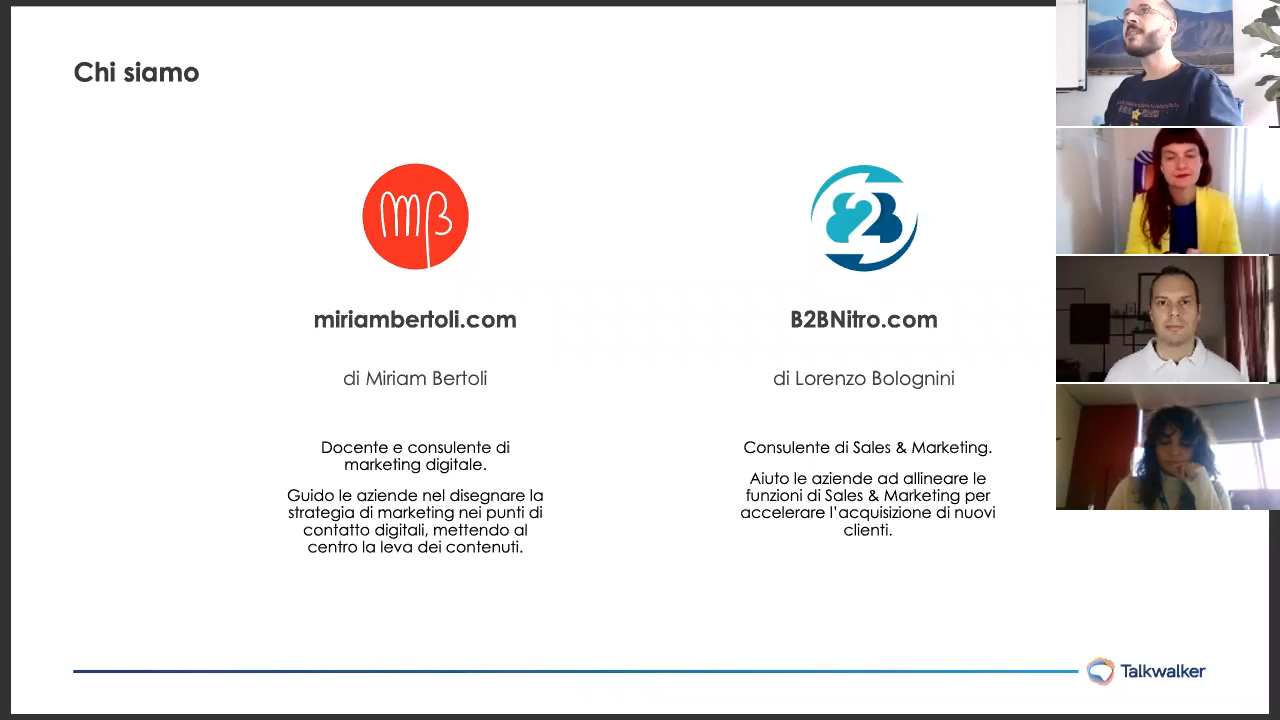 Chi siamo
mB
B2B
miriambertoli.com
B2BNitro.com
di Miriam Bertoli
di Lorenzo Bolognini
Docente e consulente di
marketing digitale.
Guido le aziende nel disegnare la
strategia di marketing nei punti di
contatto digitali, mettendo al
centro la leva dei contenuti.
Consulente di Sales & Marketing.
Aiuto le aziende ad allineare le
funzioni di Sales & Marketing per
accelerare l’acquisizione di nuovi
clienti.
Talkwalker